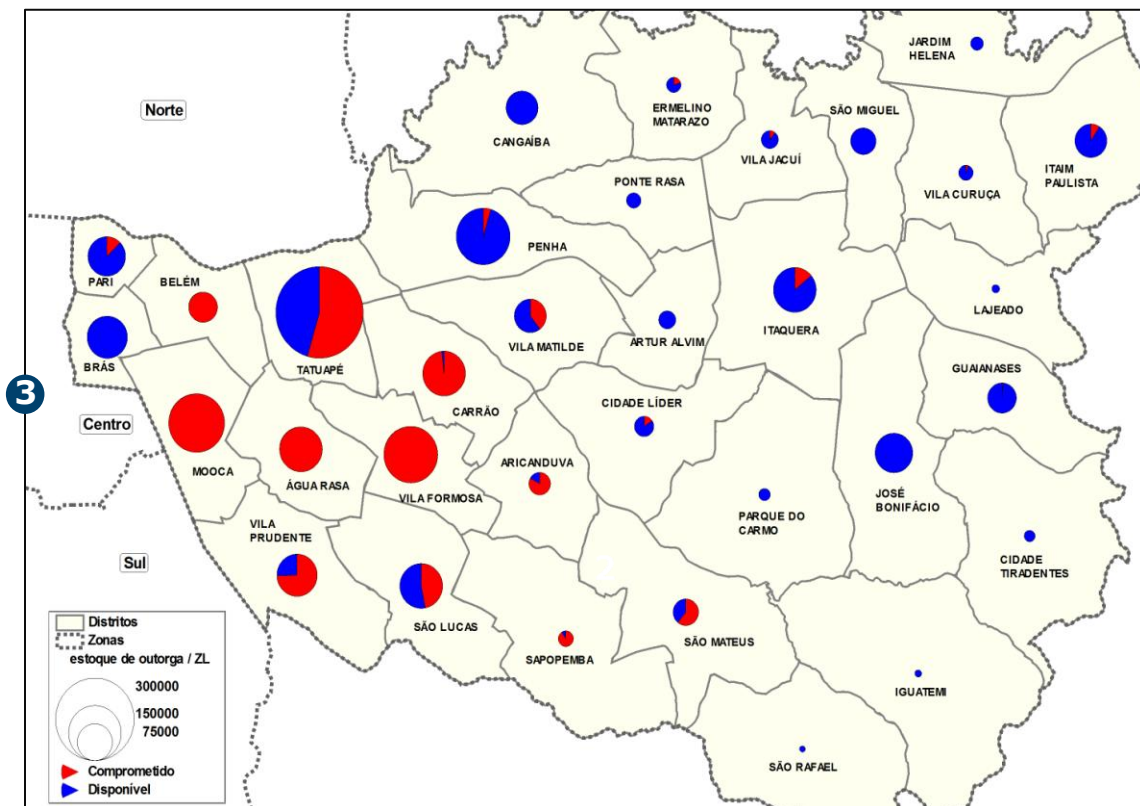 JARDIM
HELENA
Norte
ERMELINO
MATARAZO
SÃO MIGUEL
CANGAÍBA
VILA JACUÍ
ITAIM
PAULISTA
PONTE RASA
VILA CURUÇA
PENHA
PARI
BELÉM
LAJEADO
ITAQUERA
VILA MATILDE
ARTUR ALVIM
BRÁS
TATUAPÉ
GUAIANASES
3
CARRÃO
CIDADE LÍDER
Centro
ARICANDUVA
MOOCA
ÁGUA RASA
VILA FORMOSA
JOSÉ
BONIFÁCIO
PARQUE DO
CARMO
VILA
PRUDENTE
Sul
2
CIDADE
TIRADENTES
SÃO LUCAS
SÃO MATEUS
SAPOPEMBA
IGUATEMI
SÃO RAFAEL
Distritos
Zonas
estoque de outorga / ZL
300000
150000
75000
Comprometido
Disponível